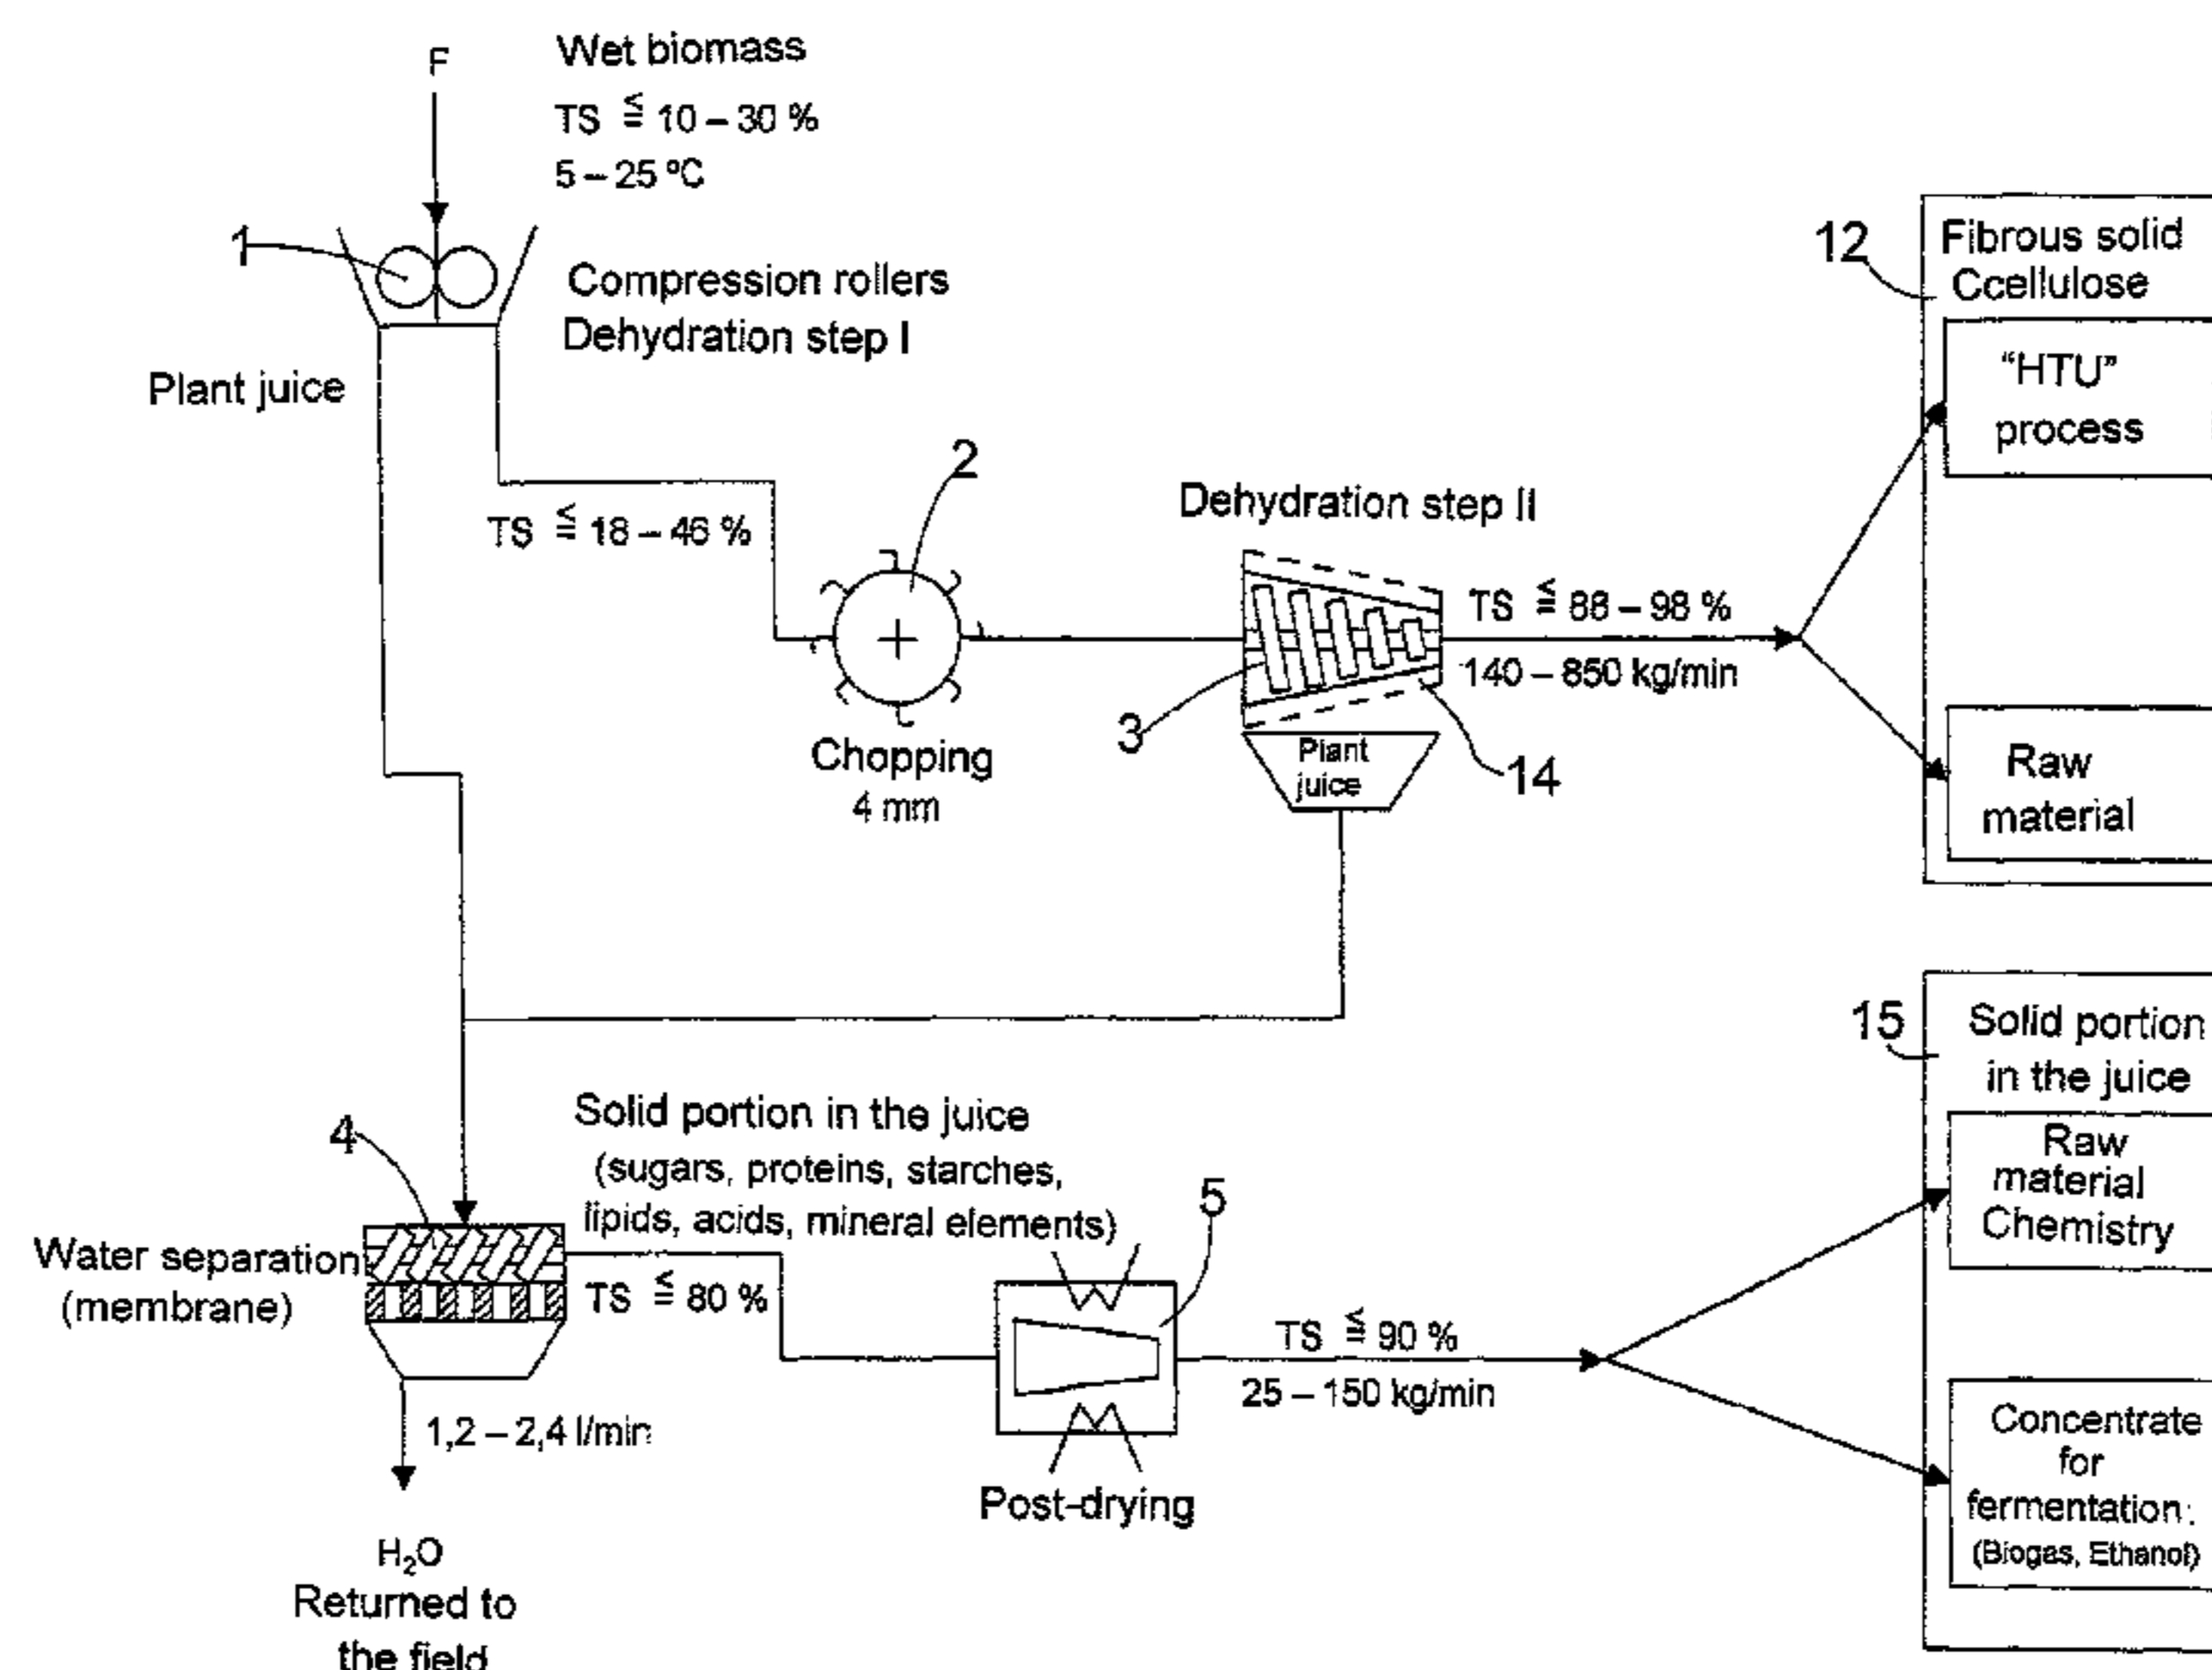 F
Wet biomass
TS ≦ 10 – 30 %
5 – 25 ºC
1
Compression rollers
Dehydration step I
Plant juice
TS ≦ 18 – 46 %
2
Chopping
4 mm
Dehydration step II
3
14
Plant
juice
TS ≦ 88 – 98 %
140 – 850 kg/min
12
Fibrous solid
Ccellulose
“HTU”
process
Raw
material
4
Water separation
(membrane)
Solid portion in the juice
(sugars, proteins, starches,
lipids, acids, mineral elements)
TS ≦ 80 %
5
Post-drying
TS ≦ 90 %
25 – 150 kg/min
1,2 – 2,4 l/min
H₂O
Returned to
the field
15
Solid portion
in the juice
Raw
material
Chemistry
Concentrate
for
fermentation:
(Biogas, Ethanol)